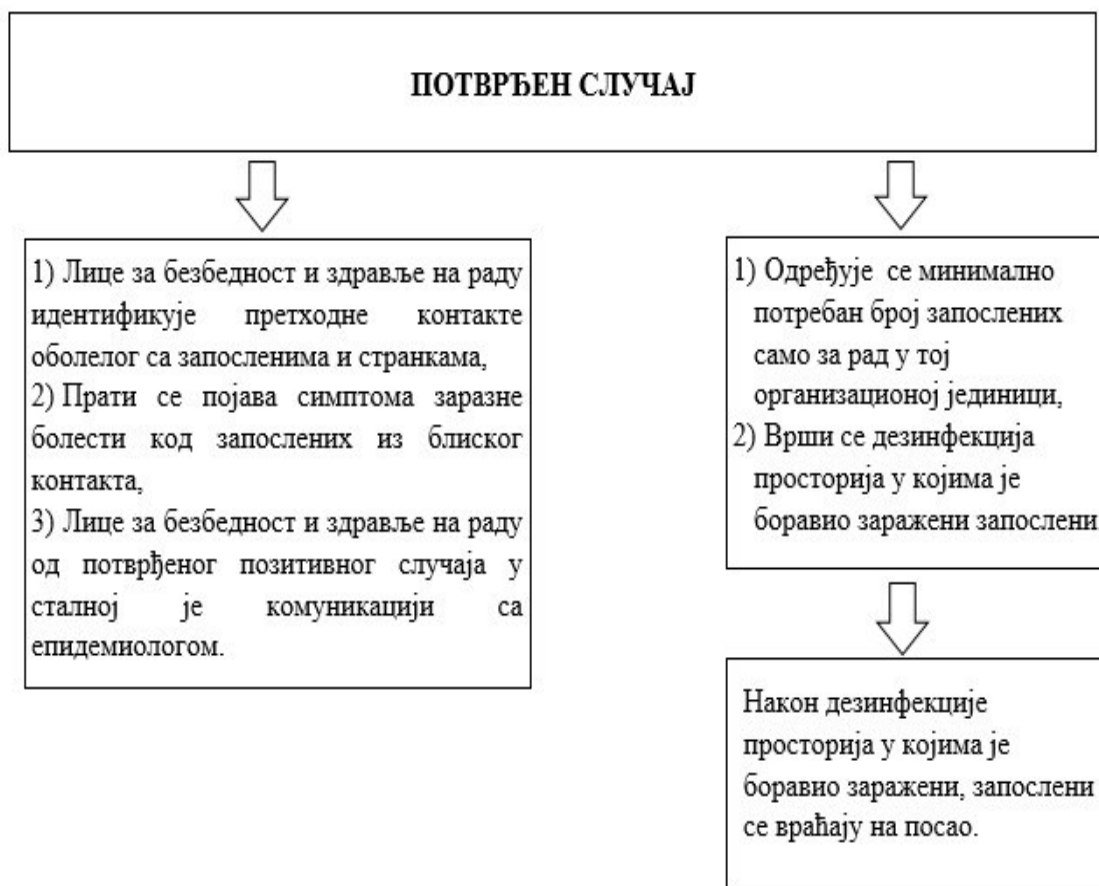 ПОТВРЂЕН СЛУЧАЈ
1) Лице за безбедност и здравље на раду
идентификује претходне контакте
оболелог са запосленима и странкама,
2) Прати се појава симптома заразне
болести код запослених из блиског
контакта,
3) Лице за безбедност и здравље на раду
од потврђеног позитивног случаја у
сталној је комуникацији са
епидемиологом.
1) Одређује се минимално
потребан број запослених
само за рад у тој
организационој јединици,
2) Врши се дезинфекција
просторија у којима је
боравио заражени запослени.
Након дезинфекције
просторија у којима је
боравио заражени, запослени
се враћају на посао.